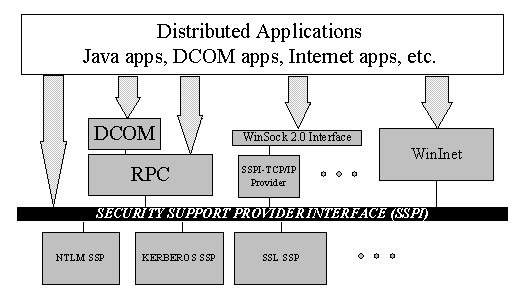 Distributed Applications
Java apps, DCOM apps, Internet apps, etc.
DCOM
WinSock 2.0 Interface
WinInet
RPC
SSPI-TCP/IP
Provider
SECURITY SUPPORT PROVIDER INTERFACE (SSPI)
NTLM SSP
KERBEROS SSP
SSL SSP